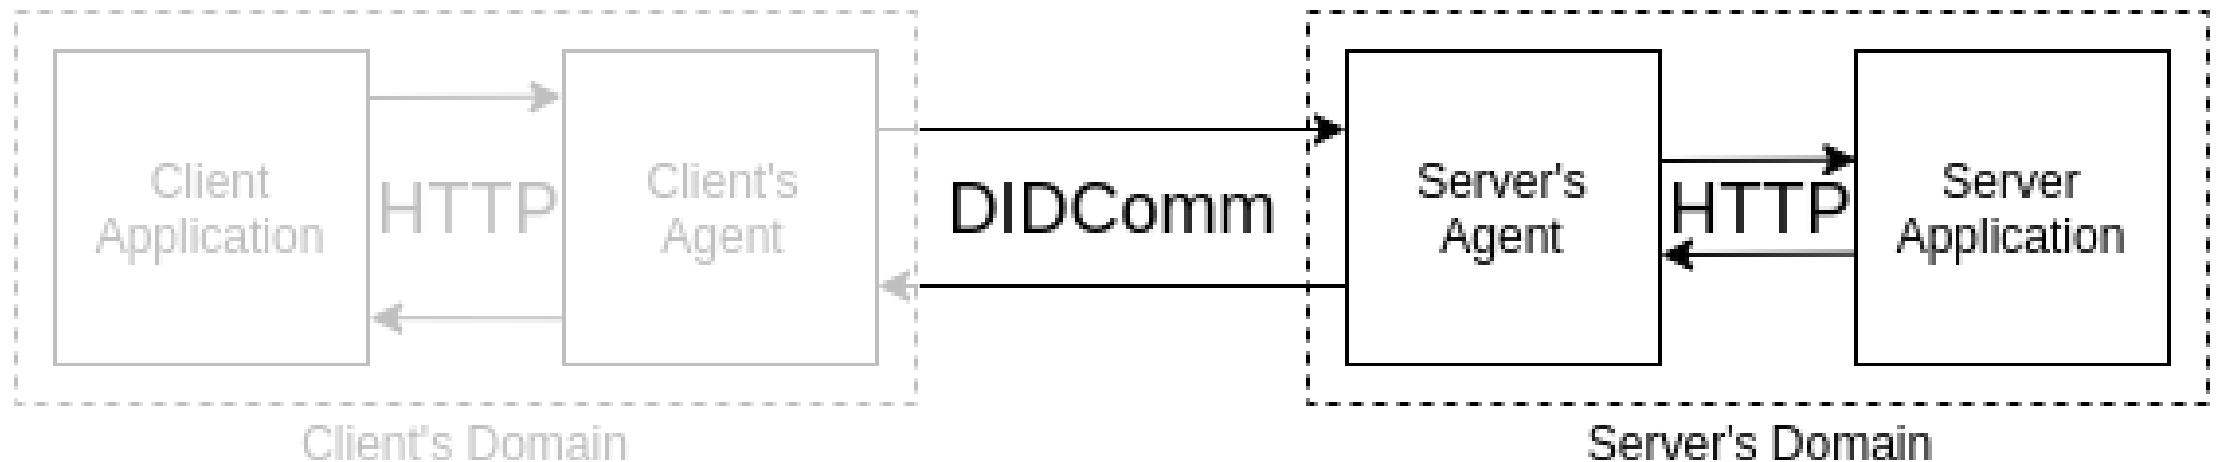 Client
Application
HTTP
Client's
Agent
DIDComm
Server's
Agent
HTTP
Server
Application
Client's Domain
Server's Domain